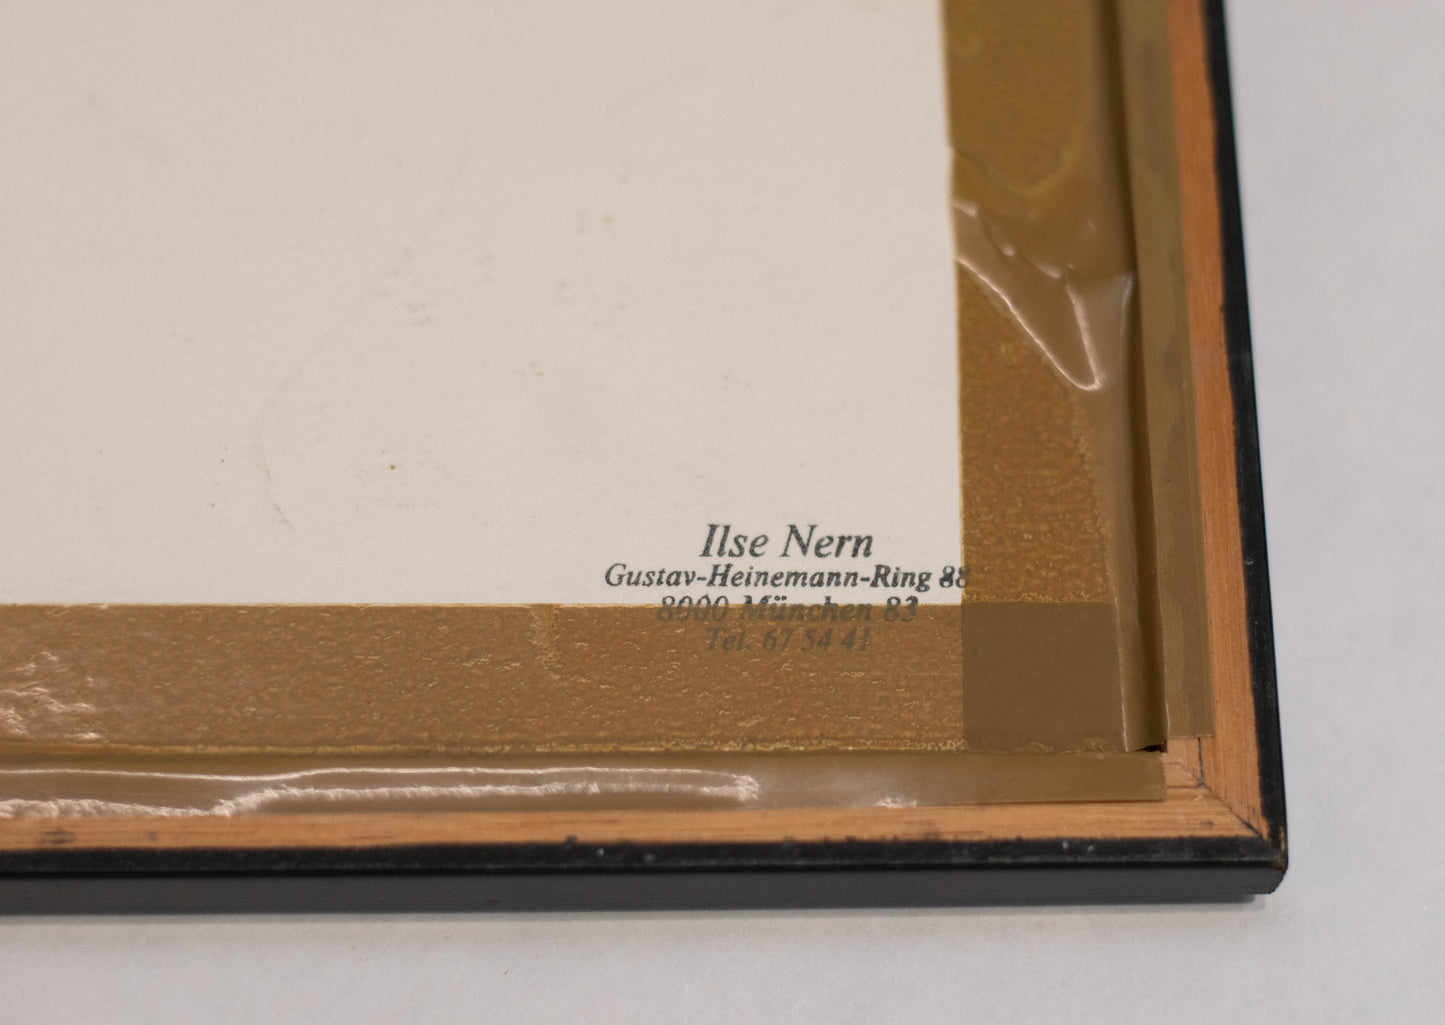 Ilse Nern
Gustav-Heinemann-Ring 88
8000 München 83
Tel. 67 54 41